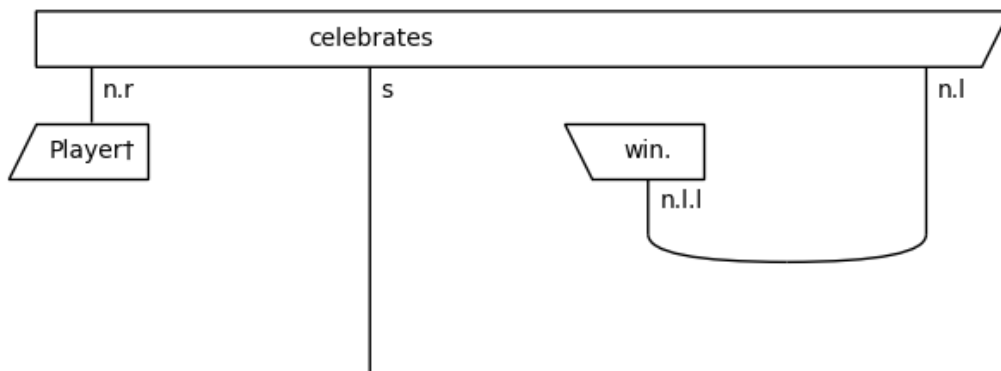 celebrates
n.r
s
n.l
Player†
win.
n.l.l